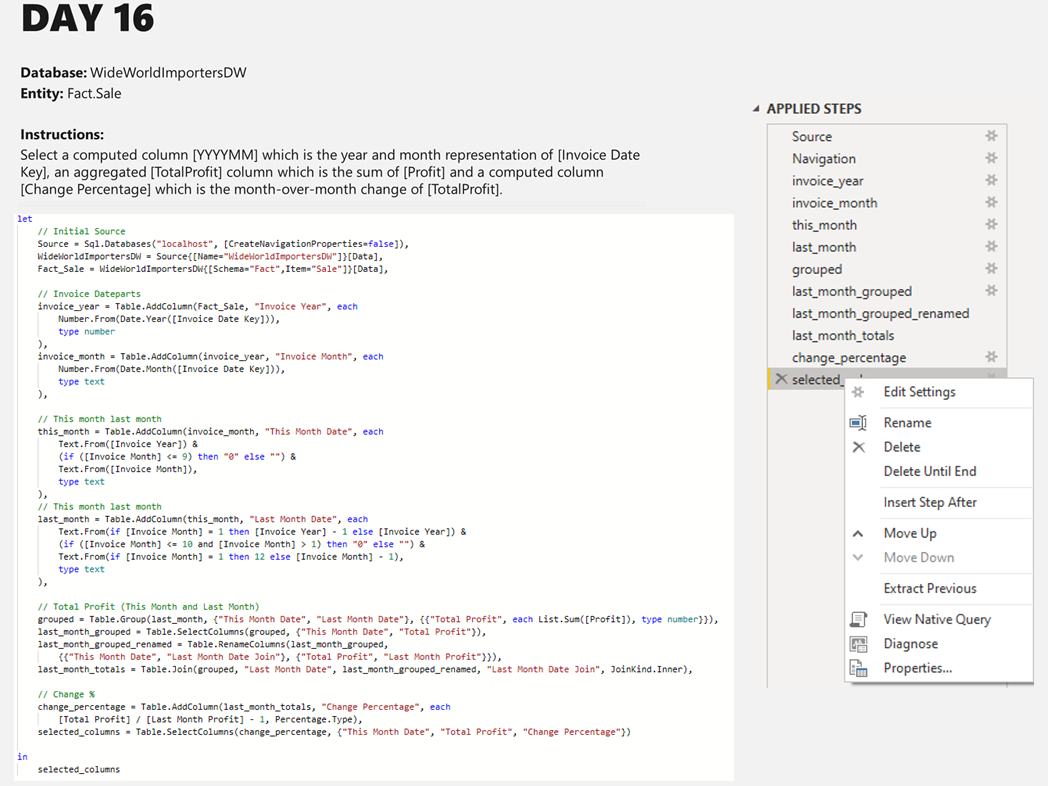 DAY 16
Database: WideWorldImportersDW
Entity: Fact.Sale
Instructions:
Select a computed column [YYYYMM] which is the year and month representation of [Invoice Date
Key], an aggregated [TotalProfit] column which is the sum of [Profit] and a computed column
[Change Percentage] which is the month-over-month change of [TotalProfit].
let
// Initial Source
Source = Sql.Databases("localhost", [CreateNavigationProperties=false]),
WideWorldImportersDW = Source{[Name="WideWorldImportersDW"]}[Data],
Fact_Sale = WideWorldImportersDW{[Schema="Fact",Item="Sale"]}[Data],
// Invoice Dateparts
invoice_year = Table.AddColumn(Fact_Sale, "Invoice Year", each
Number.From(Date.Year([Invoice Date Key])),
type number
),
invoice_month = Table.AddColumn(invoice_year, "Invoice Month", each
Number.From(Date.Month([Invoice Date Key])),
type text
),
// This month last month
this_month = Table.AddColumn(invoice_month, "This Month Date", each
Text.From([Invoice Year]) &
(if ([Invoice Month] <= 9) then "0" else "") &
Text.From([Invoice Month]),
type text
),
// This month last month
last_month = Table.AddColumn(this_month, "Last Month Date", each
Text.From(if [Invoice Month] = 1 then [Invoice Year] - 1 else [Invoice Year]) &
(if ([Invoice Month] <= 10 and [Invoice Month] > 1) then "0" else "") &
Text.From(if [Invoice Month] = 1 then 12 else [Invoice Month] - 1),
type text
),
// Total Profit (This Month and Last Month)
grouped = Table.Group(last_month, {"This Month Date", "Last Month Date"}, {{"Total Profit", each List.Sum([Profit]), type number}}),
last_month_grouped = Table.SelectColumns(grouped, {"This Month Date", "Total Profit"}),
last_month_grouped_renamed = Table.RenameColumns(last_month_grouped,
{{"This Month Date", "Last Month Date Join"}, {"Total Profit", "Last Month Profit"}}),
last_month_totals = Table.Join(grouped, "Last Month Date", last_month_grouped_renamed, "Last Month Date Join", JoinKind.Inner),
// Change %
change_percentage = Table.AddColumn(last_month_totals, "Change Percentage", each
[Total Profit] / [Last Month Profit] - 1, Percentage.Type),
selected_columns = Table.SelectColumns(change_percentage, {"This Month Date", "Total Profit", "Change Percentage"})
in
selected_columns
APPLIED STEPS
Source
Navigation
invoice_year
invoice_month
this_month
last_month
grouped
last_month_grouped
last_month_grouped_renamed
last_month_totals
change_percentage
selected_
Edit Settings
Rename
Delete
Delete Until End
Insert Step After
Move Up
Move Down
Extract Previous
View Native Query
Diagnose
Properties...